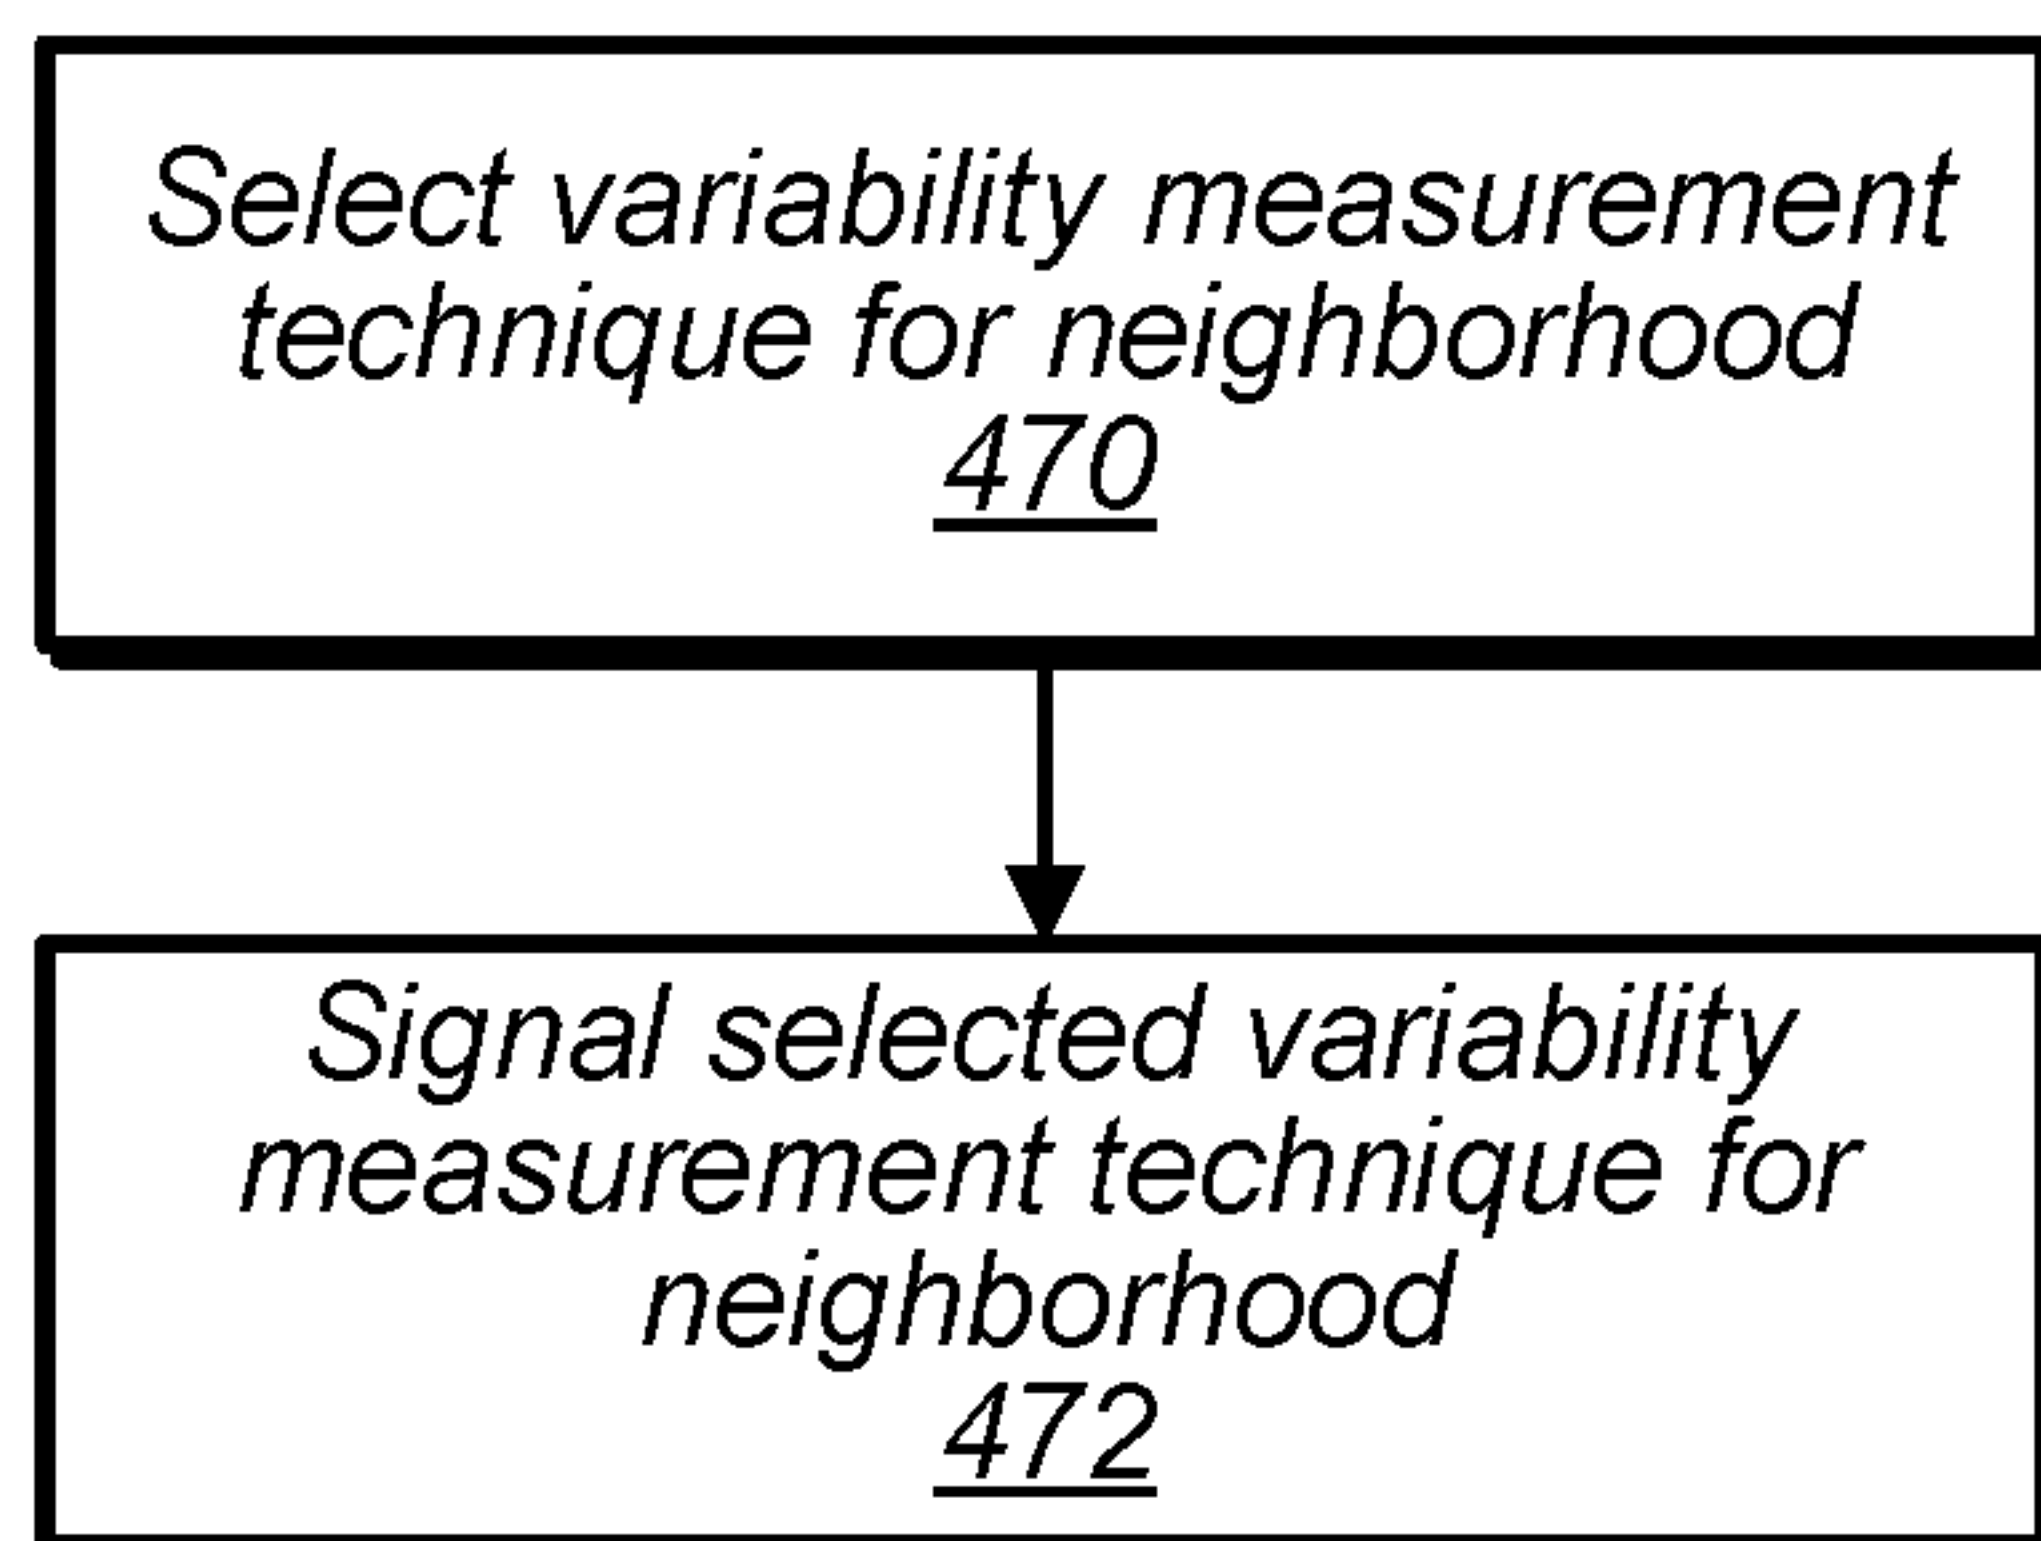 Select variability measurement
technique for neighborhood
470
Signal selected variability
measurement technique for
neighborhood
472